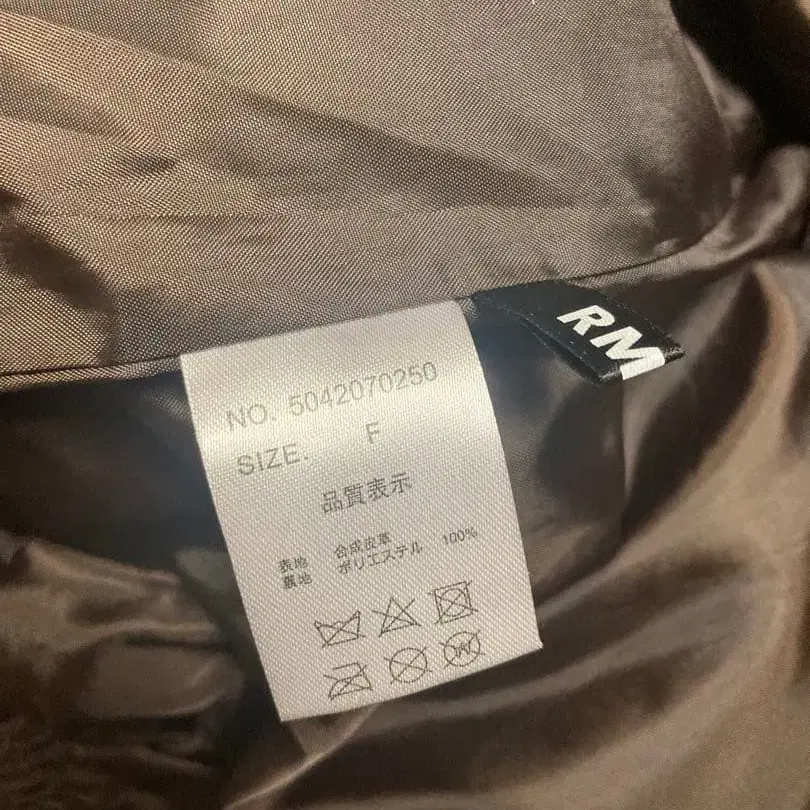 NO. 5042070250
SIZE. F
品質表示
表地 合成皮革
裏地 ポリエステル 100%
RM